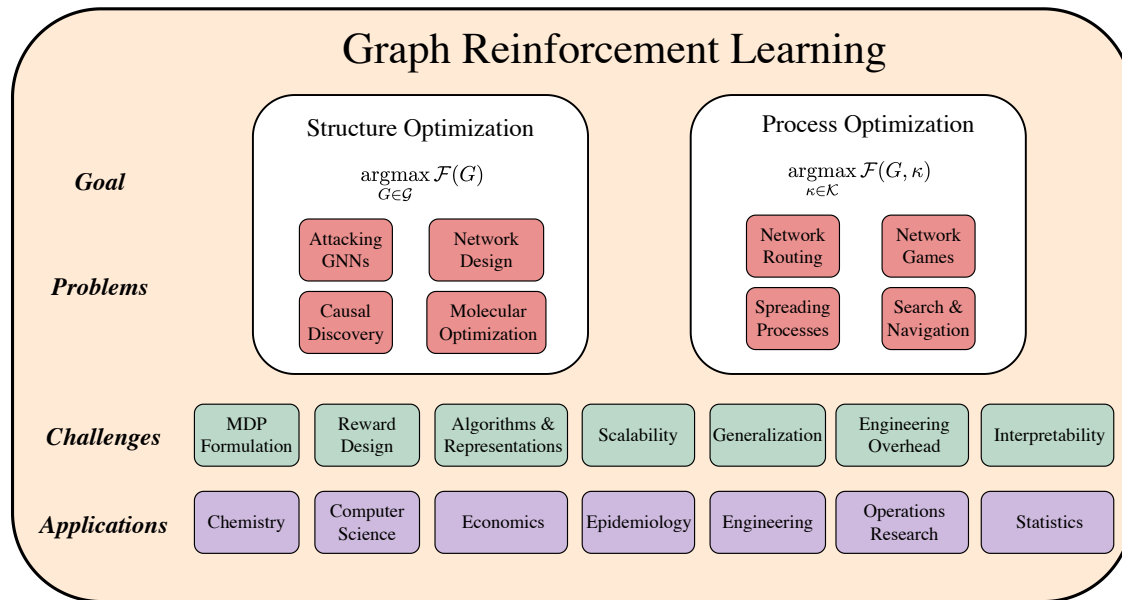 Graph Reinforcement Learning
Structure Optimization
Process Optimization
Goal
argmax F(G)
G∈𝒢
argmax F(G, κ)
κ∈𝒦
Problems
Attacking
GNNs
Network
Design
Causal
Discovery
Molecular
Optimization
Network
Routing
Network
Games
Spreading
Processes
Search &
Navigation
Challenges
MDP
Formulation
Reward
Design
Algorithms &
Representations
Scalability
Generalization
Engineering
Overhead
Interpretability
Applications
Chemistry
Computer
Science
Economics
Epidemiology
Engineering
Operations
Research
Statistics